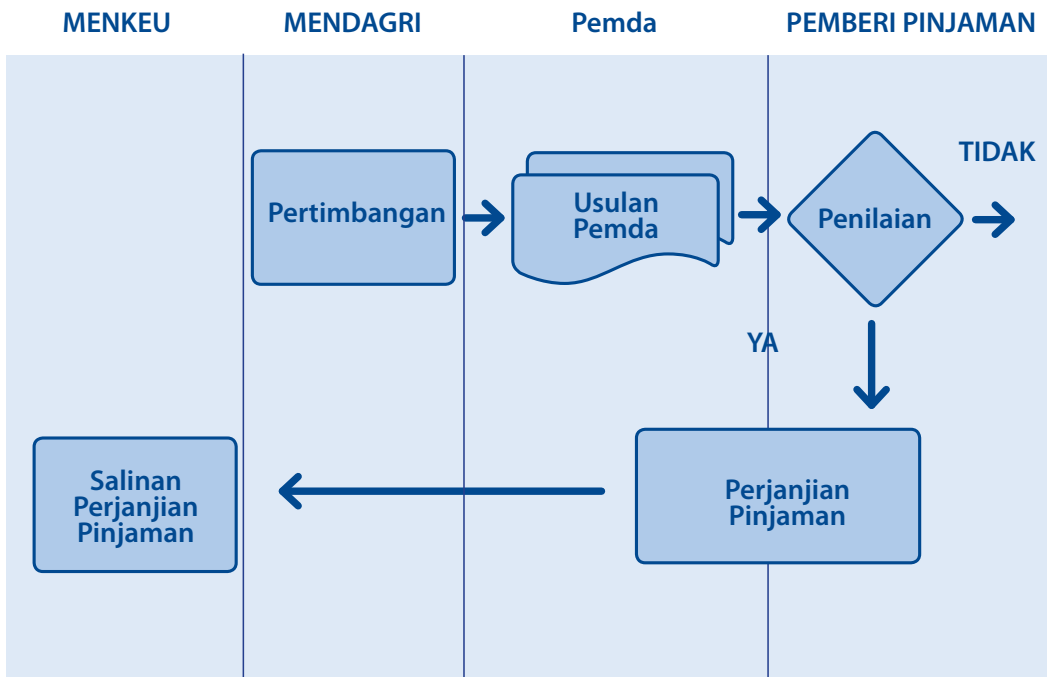 MENKEU
MENDAGRI
Pemda
PEMBERI PINJAMAN
Pertimbangan
Usulan
Pemda
Penilaian
TIDAK
YA
Perjanjian
Pinjaman
Salinan
Perjanjian
Pinjaman